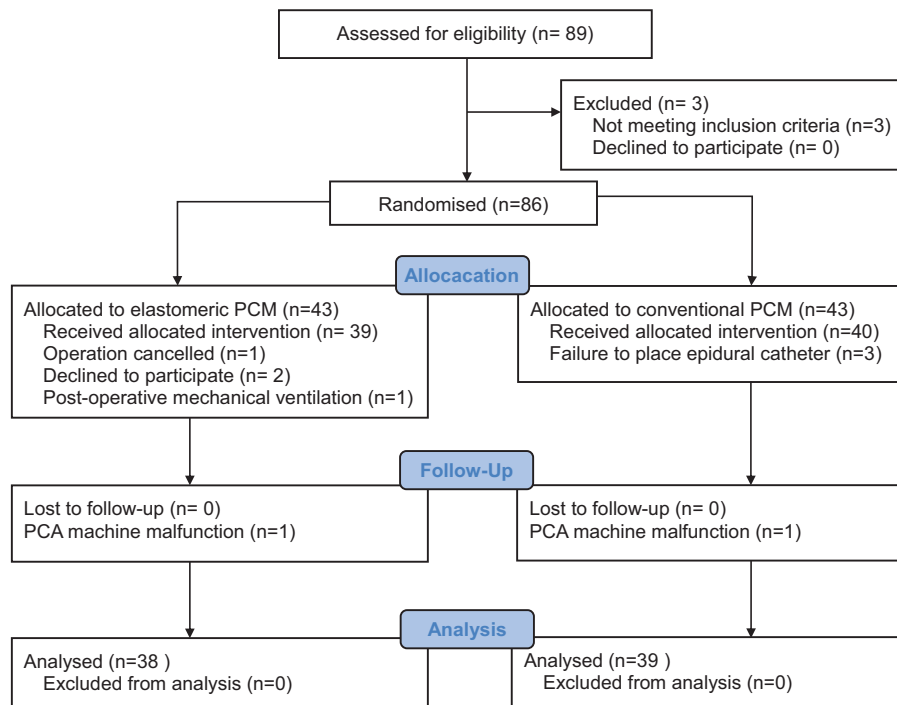 Assessed for eligibility (n= 89)
Excluded (n= 3)
Not meeting inclusion criteria (n=3)
Declined to participate (n= 0)
Randomised (n=86)
Allocacation
Allocated to elastomeric PCM (n=43)
Received allocated intervention (n= 39)
Operation cancelled (n=1)
Declined to participate (n= 2)
Post-operative mechanical ventilation (n=1)
Allocated to conventional PCM (n=43)
Received allocated intervention (n=40)
Failure to place epidural catheter (n=3)
Follow-Up
Lost to follow-up (n= 0)
PCA machine malfunction (n=1)
Lost to follow-up (n= 0)
PCA machine malfunction (n=1)
Analysis
Analysed (n=38 )
Excluded from analysis (n=0)
Analysed (n=39 )
Excluded from analysis (n=0)